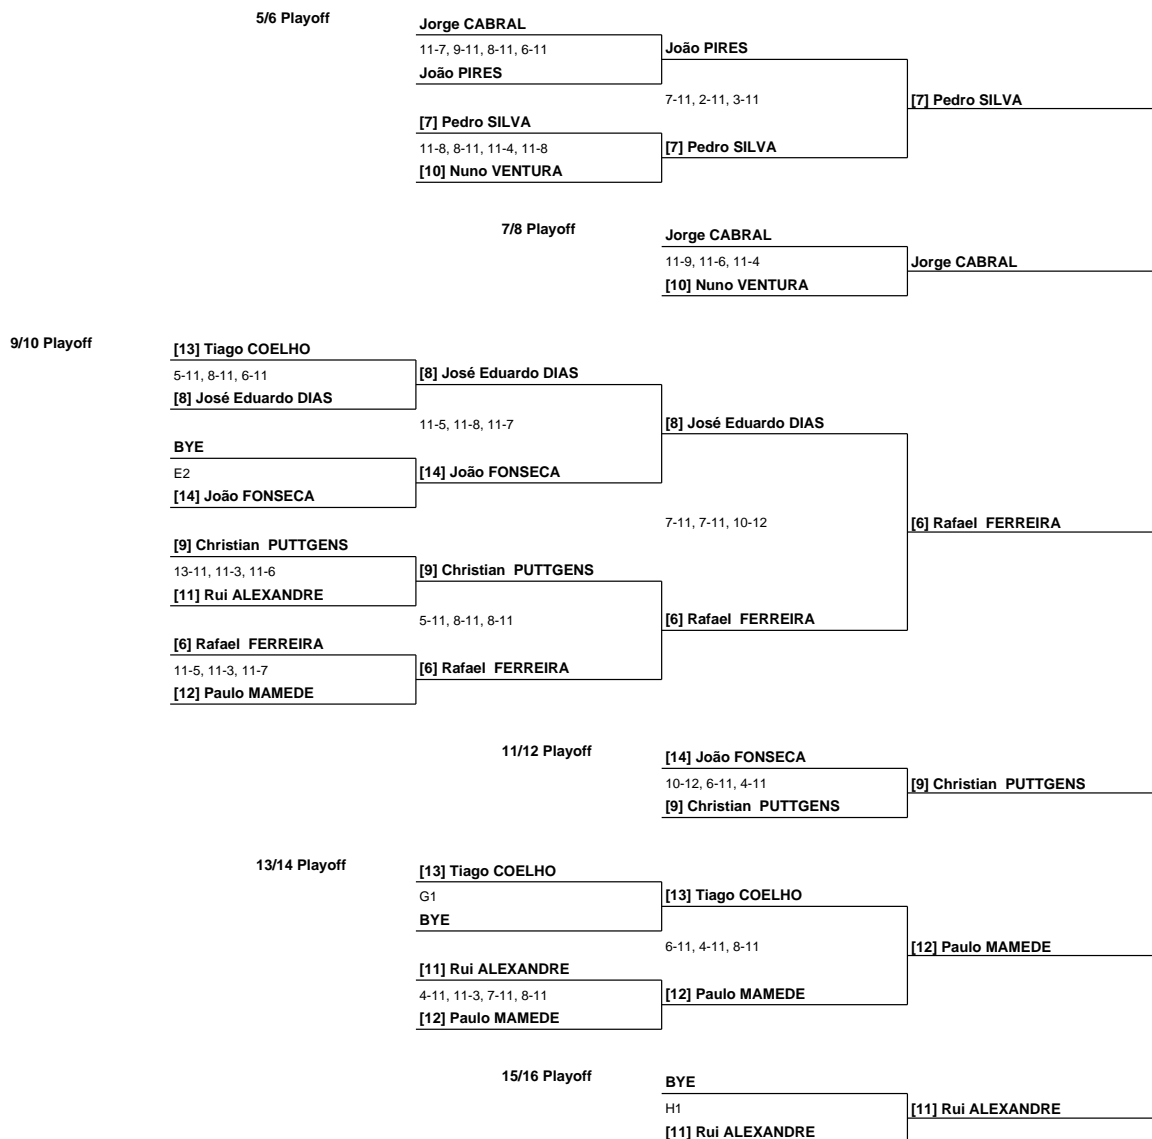 5/6 Playoff
Jorge CABRAL
11-7, 9-11, 8-11, 6-11
João PIRES
João PIRES
7-11, 2-11, 3-11
[7] Pedro SILVA
[7] Pedro SILVA
11-8, 8-11, 11-4, 11-8
[7] Pedro SILVA
[10] Nuno VENTURA
7/8 Playoff
Jorge CABRAL
11-9, 11-6, 11-4
Jorge CABRAL
[10] Nuno VENTURA
9/10 Playoff
[13] Tiago COELHO
5-11, 8-11, 6-11
[8] José Eduardo DIAS
[8] José Eduardo DIAS
11-5, 11-8, 11-7
[8] José Eduardo DIAS
BYE
E2
[14] João FONSECA
[14] João FONSECA
7-11, 7-11, 10-12
[6] Rafael  FERREIRA
[9] Christian  PUTTGENS
13-11, 11-3, 11-6
[9] Christian  PUTTGENS
[11] Rui ALEXANDRE
5-11, 8-11, 8-11
[6] Rafael  FERREIRA
[6] Rafael  FERREIRA
11-5, 11-3, 11-7
[6] Rafael  FERREIRA
[12] Paulo MAMEDE
11/12 Playoff
[14] João FONSECA
10-12, 6-11, 4-11
[9] Christian  PUTTGENS
[9] Christian  PUTTGENS
13/14 Playoff
[13] Tiago COELHO
G1
[13] Tiago COELHO
BYE
6-11, 4-11, 8-11
[12] Paulo MAMEDE
[11] Rui ALEXANDRE
4-11, 11-3, 7-11, 8-11
[12] Paulo MAMEDE
[12] Paulo MAMEDE
15/16 Playoff
BYE
H1
[11] Rui ALEXANDRE
[11] Rui ALEXANDRE